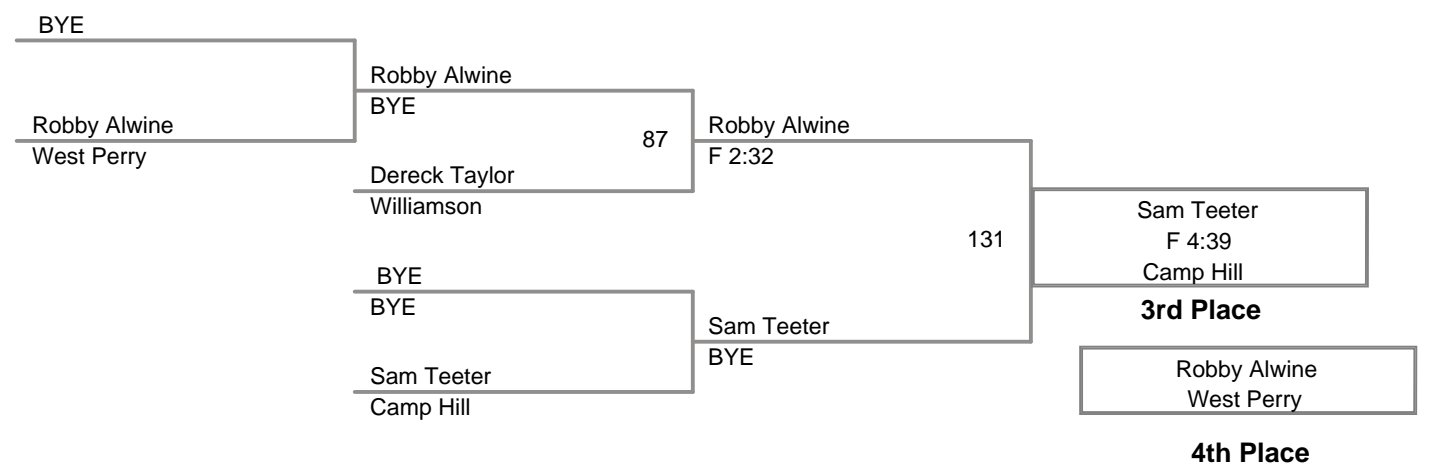 BYE
Robby Alwine
BYE
Robby Alwine
West Perry
87
Robby Alwine
F 2:32
Dereck Taylor
Williamson
131
Sam Teeter
F 4:39
Camp Hill
3rd Place
BYE
BYE
Sam Teeter
BYE
Sam Teeter
Camp Hill
Robby Alwine
West Perry
4th Place